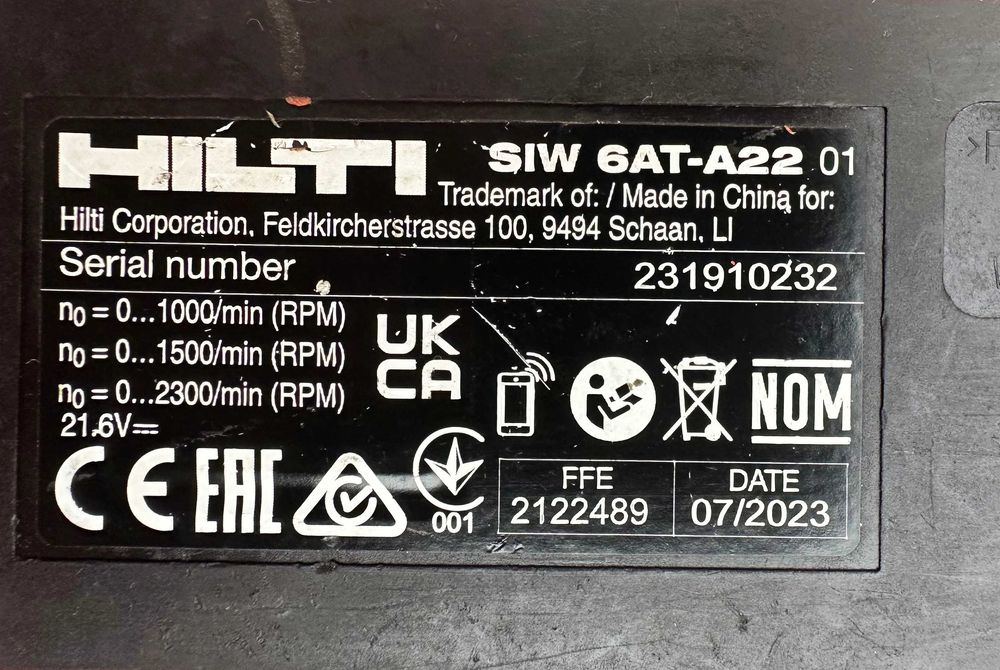 HILTI
SIW 6AT-A22 01
Trademark of: / Made in China for:
Hilti Corporation, Feldkircherstrasse 100, 9494 Schaan, LI
Serial number 231910232
n0 = 0...1000/min (RPM)
n0 = 0...1500/min (RPM)
n0 = 0...2300/min (RPM)
21.6V⎓
UK
CA
NOM
CE EAC
001
FFE
2122489
DATE
07/2023